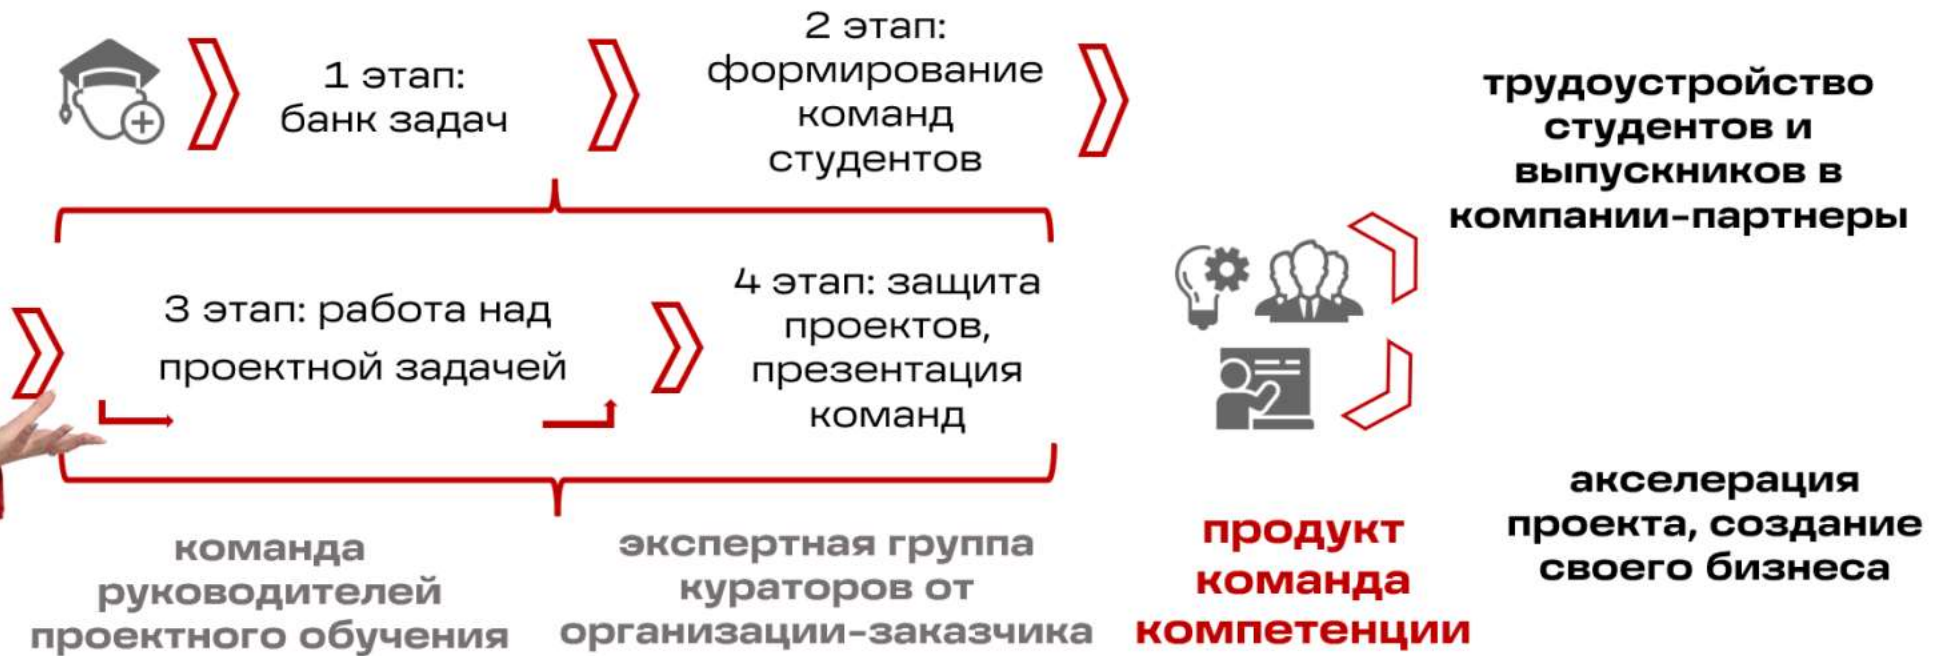 1 этап:
банк задач
2 этап:
формирование
команд
студентов
3 этап: работа над
проектной задачей
4 этап: защита
проектов,
презентация
команд
команда
руководителей
проектного обучения
экспертная группа
кураторов от
организации-заказчика
продукт
команда
компетенции
трудоустройство
студентов и
выпускников в
компании-партнеры
акселерация
проекта, создание
своего бизнеса